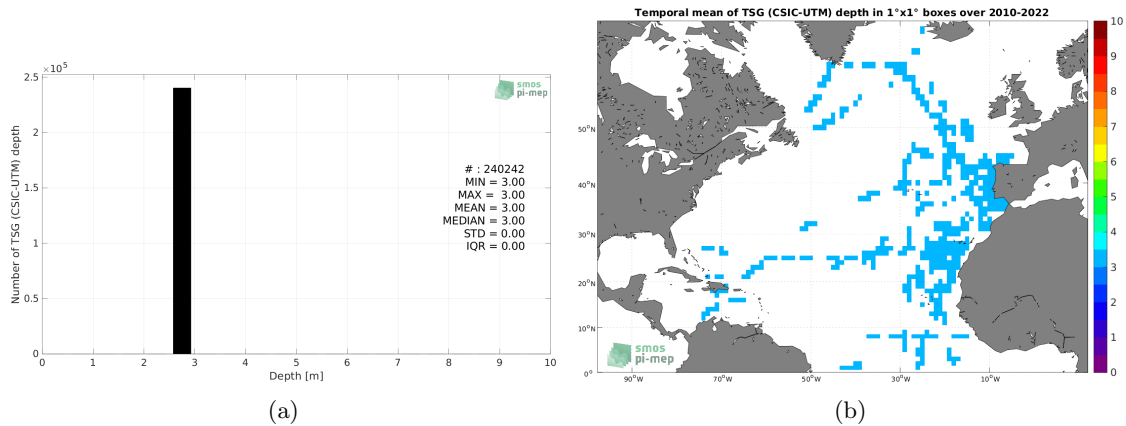 ×10⁵
2.5
2
1.5
1
0.5
0
Number of TSG (CSIC-UTM) depth
smos
pi-mep
# : 240242
MIN = 3.00
MAX = 3.00
MEAN = 3.00
MEDIAN = 3.00
STD = 0.00
IQR = 0.00
0 1 2 3 4 5 6 7 8 9 10
Depth [m]
(a)
Temporal mean of TSG (CSIC-UTM) depth in 1°x1° boxes over 2010-2022
50°N
40°N
30°N
20°N
10°N
0°
90°W 70°W 50°W 30°W 10°W
smos
pi-mep
10
9
8
7
6
5
4
3
2
1
0
(b)